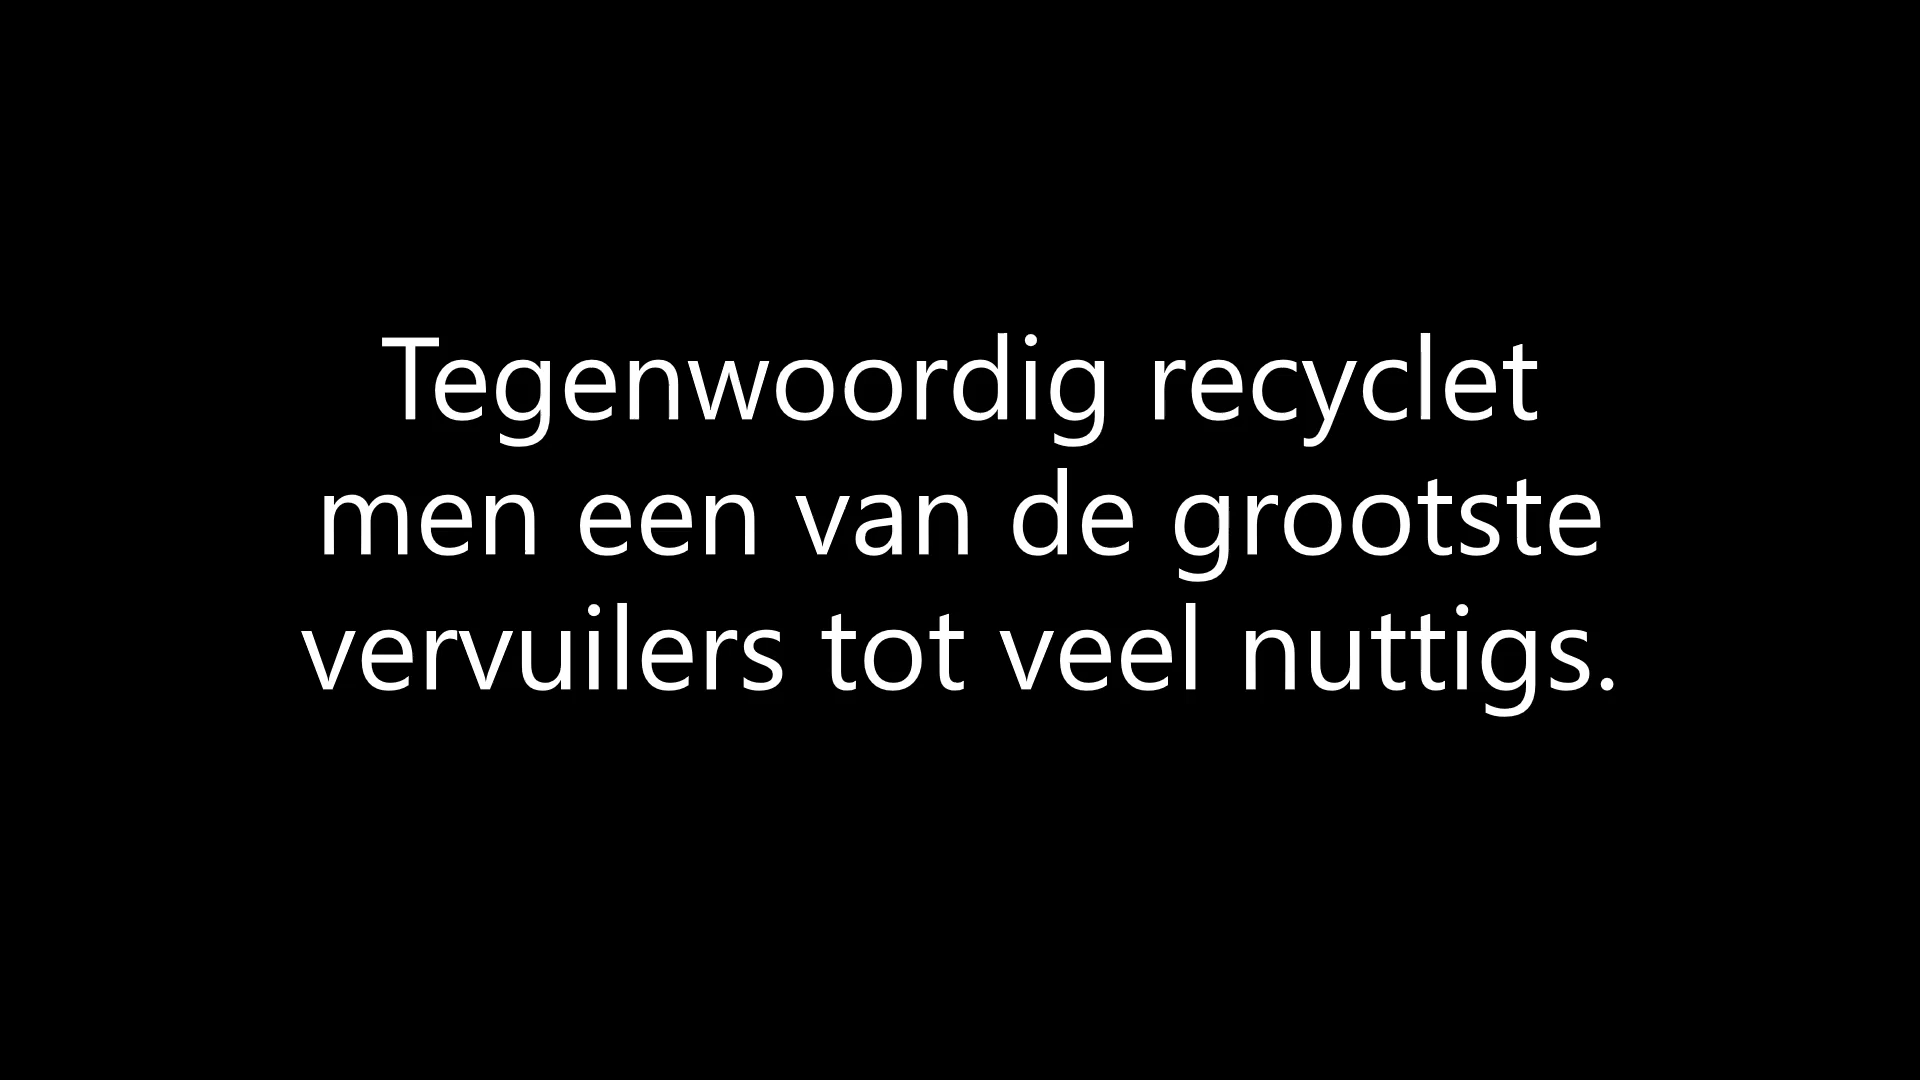 Tegenwoordig recyclet
men een van de grootste
vervuilers tot veel nuttigs.